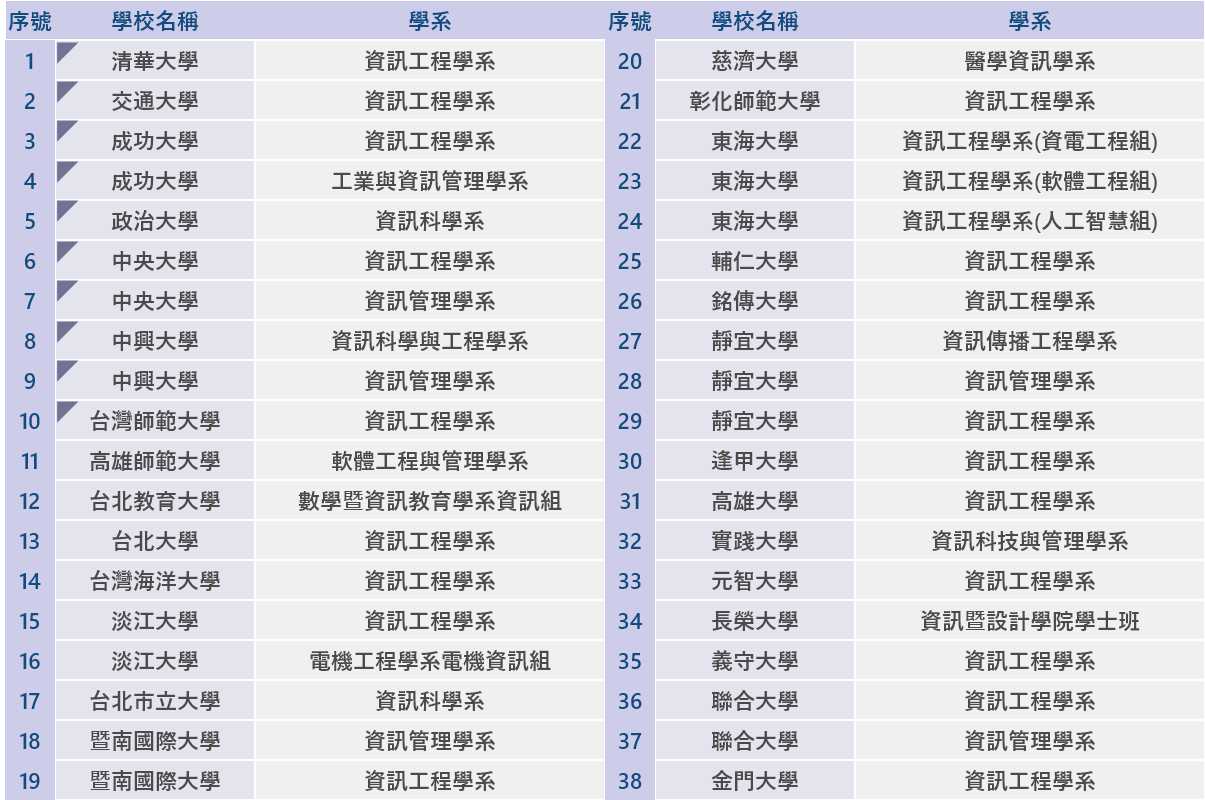 序號 學校名稱 學系 序號 學校名稱 學系
1 清華大學 資訊工程學系 20 慈濟大學 醫學資訊學系
2 交通大學 資訊工程學系 21 彰化師範大學 資訊工程學系
3 成功大學 資訊工程學系 22 東海大學 資訊工程學系(資電工程組)
4 成功大學 工業與資訊管理學系 23 東海大學 資訊工程學系(軟體工程組)
5 政治大學 資訊科學系 24 東海大學 資訊工程學系(人工智慧組)
6 中央大學 資訊工程學系 25 輔仁大學 資訊工程學系
7 中央大學 資訊管理學系 26 銘傳大學 資訊工程學系
8 中興大學 資訊科學與工程學系 27 靜宜大學 資訊傳播工程學系
9 中興大學 資訊管理學系 28 靜宜大學 資訊管理學系
10 台灣師範大學 資訊工程學系 29 靜宜大學 資訊工程學系
11 高雄師範大學 軟體工程與管理學系 30 逢甲大學 資訊工程學系
12 台北教育大學 數學暨資訊教育學系資訊組 31 高雄大學 資訊工程學系
13 台北大學 資訊工程學系 32 實踐大學 資訊科技與管理學系
14 台灣海洋大學 資訊工程學系 33 元智大學 資訊工程學系
15 淡江大學 資訊工程學系 34 長榮大學 資訊暨設計學院學士班
16 淡江大學 電機工程學系電機資訊組 35 義守大學 資訊工程學系
17 台北市立大學 資訊科學系 36 聯合大學 資訊工程學系
18 暨南國際大學 資訊管理學系 37 聯合大學 資訊管理學系
19 暨南國際大學 資訊工程學系 38 金門大學 資訊工程學系